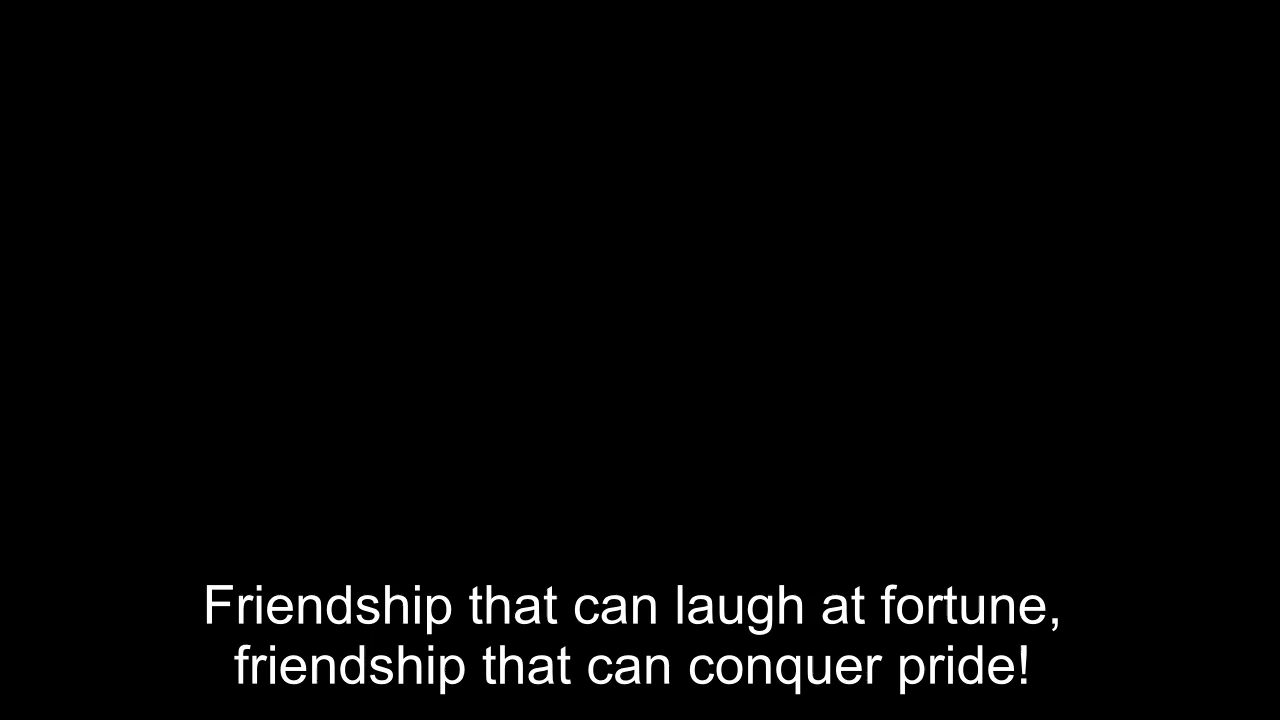 Friendship that can laugh at fortune,
friendship that can conquer pride!